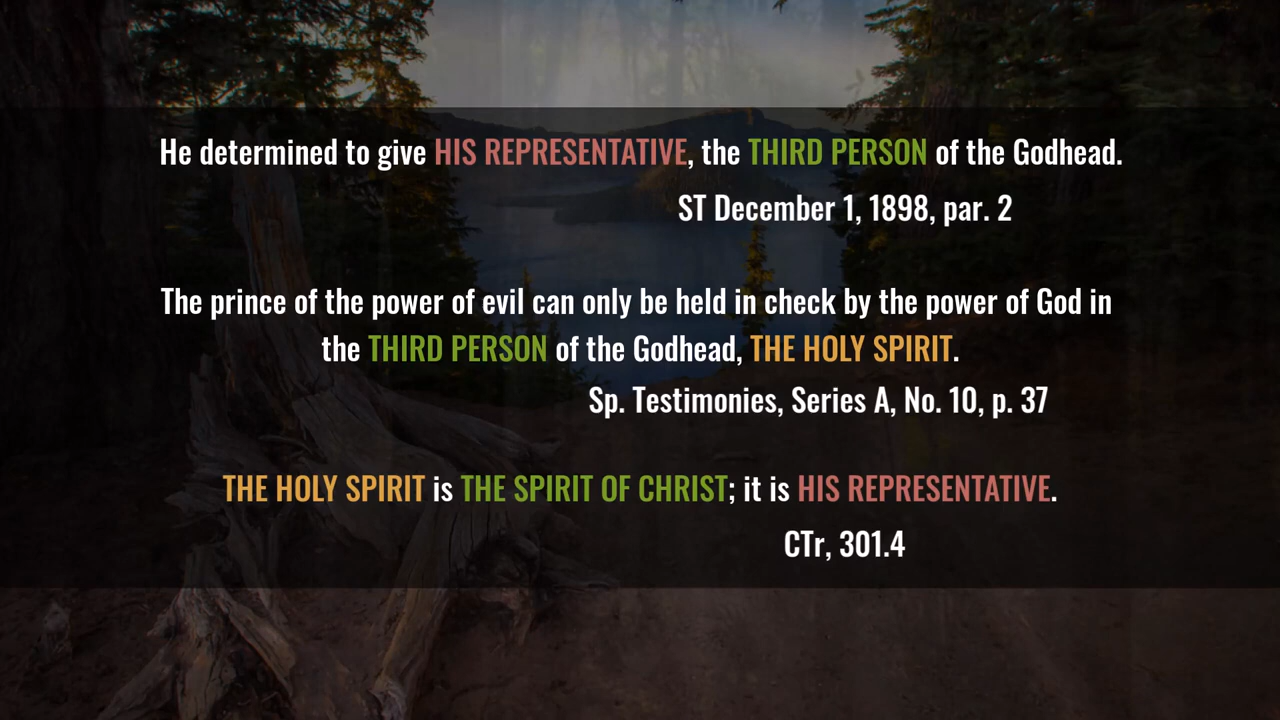 He determined to give HIS REPRESENTATIVE, the THIRD PERSON of the Godhead.
ST December 1, 1898, par. 2
The prince of the power of evil can only be held in check by the power of God in
the THIRD PERSON of the Godhead, THE HOLY SPIRIT.
Sp. Testimonies, Series A, No. 10, p. 37
THE HOLY SPIRIT is THE SPIRIT OF CHRIST; it is HIS REPRESENTATIVE.
CTr, 301.4